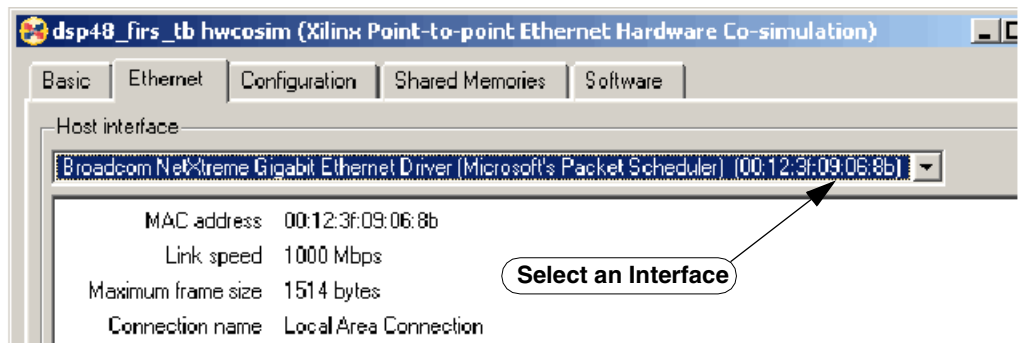 dsp48_firs_tb hwcosim (Xilinx Point-to-point Ethernet Hardware Co-simulation)
Basic Ethernet Configuration Shared Memories Software
Host interface
Broadcom NetXtreme Gigabit Ethernet Driver (Microsoft's Packet Scheduler) (00:12:3f:09:06:8b)
MAC address 00:12:3f:09:06:8b
Link speed 1000 Mbps
Select an Interface
Maximum frame size 1514 bytes
Connection name Local Area Connection